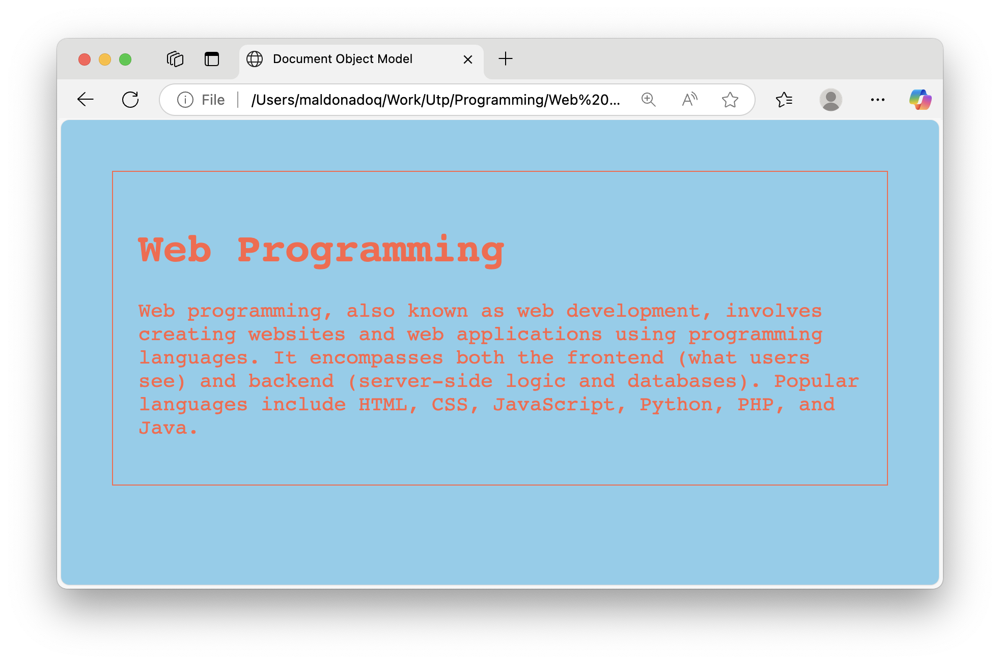 Document Object Model
File
/Users/maldonadoq/Work/Utp/Programming/Web%20...
Web Programming
Web programming, also known as web development, involves
creating websites and web applications using programming
languages. It encompasses both the frontend (what users
see) and backend (server-side logic and databases). Popular
languages include HTML, CSS, JavaScript, Python, PHP, and
Java.